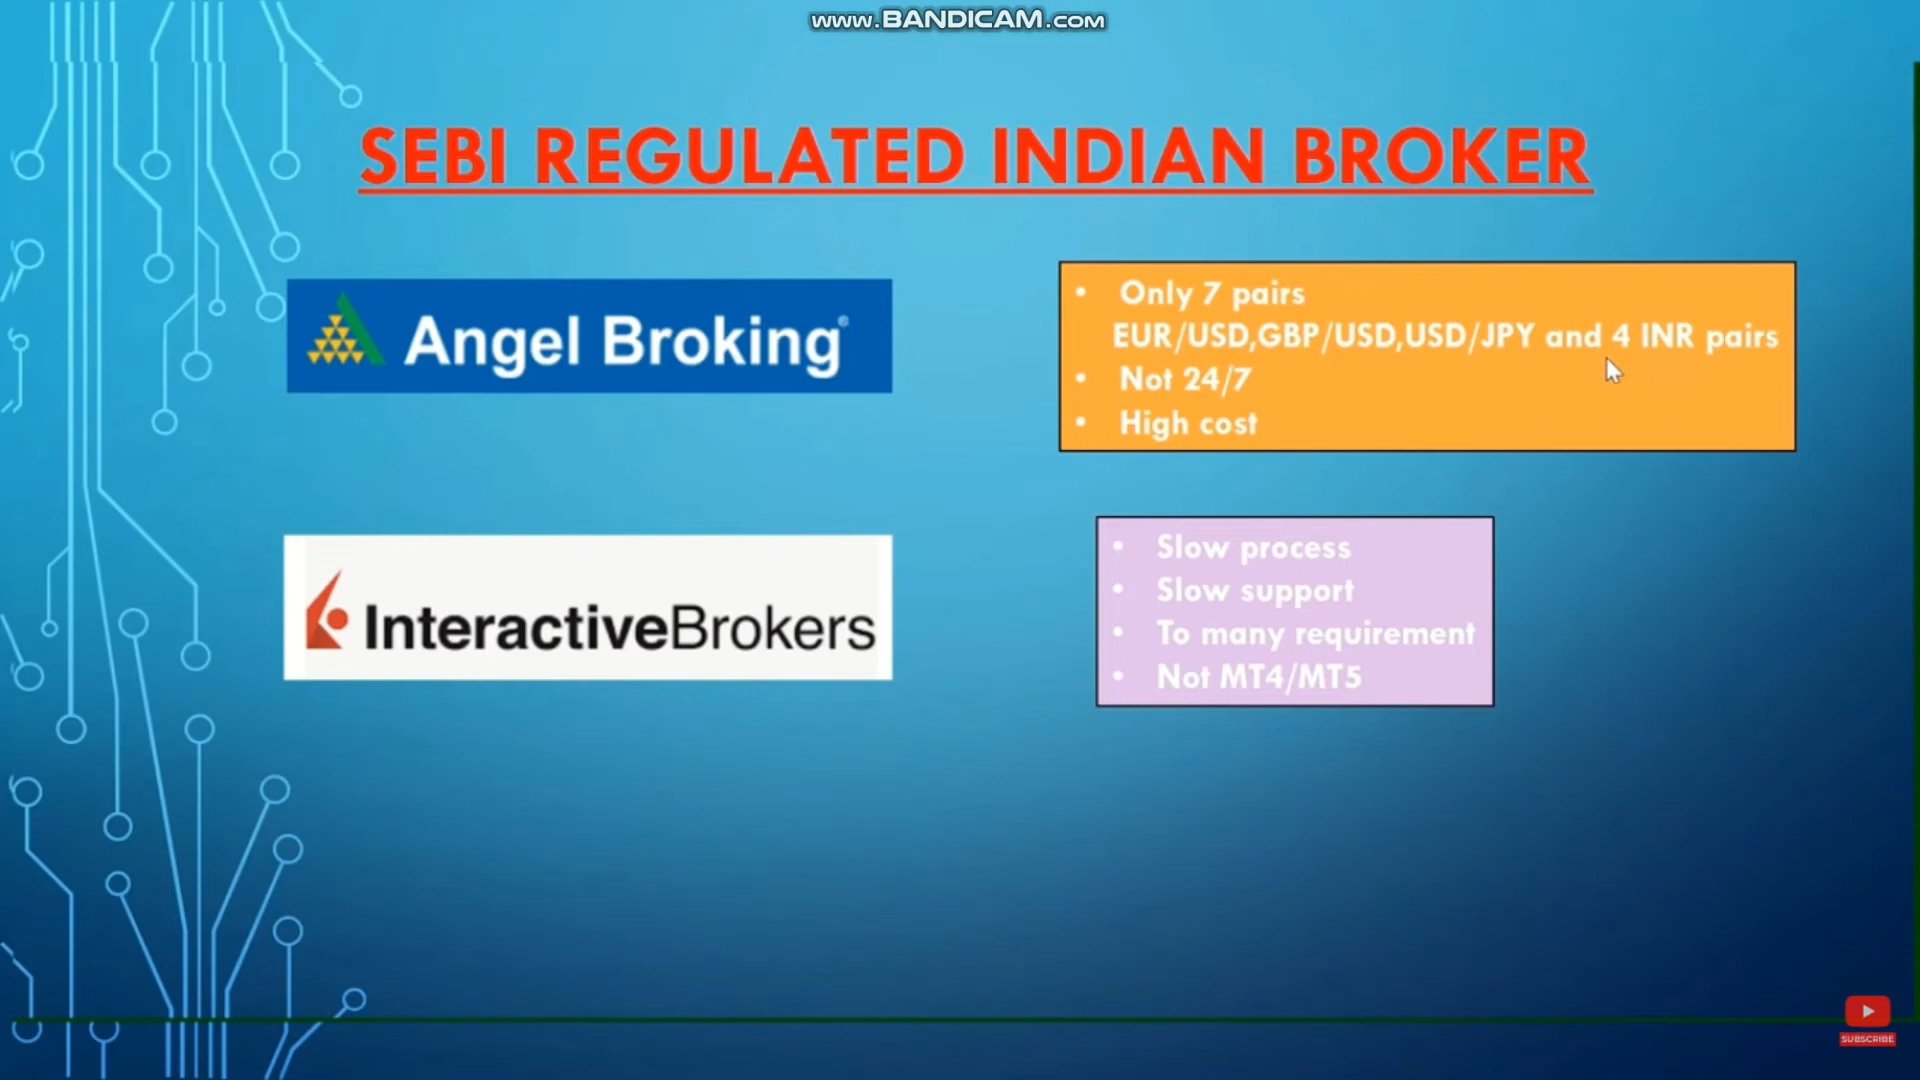 www.BANDICAM.com
SEBI REGULATED INDIAN BROKER
Angel Broking
• Only 7 pairs
EUR/USD,GBP/USD,USD/JPY and 4 INR pairs
• Not 24/7
• High cost
InteractiveBrokers
• Slow process
• Slow support
• To many requirement
• Not MT4/MT5
SUBSCRIBE